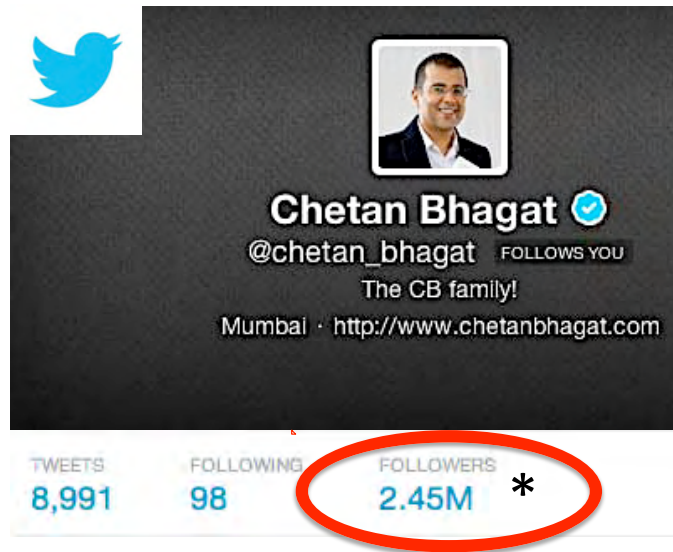 Chetan Bhagat
@chetan_bhagat FOLLOWS YOU
The CB family!
Mumbai · http://www.chetanbhagat.com
TWEETS FOLLOWING FOLLOWERS
8,991 98 2.45M *